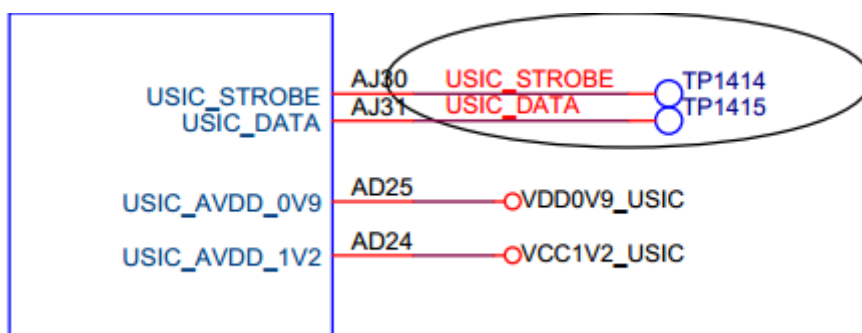 USIC_STROBE AJ30 USIC_STROBE TP1414
USIC_DATA AJ31 USIC_DATA TP1415
USIC_AVDD_0V9 AD25 VDD0V9_USIC
USIC_AVDD_1V2 AD24 VCC1V2_USIC